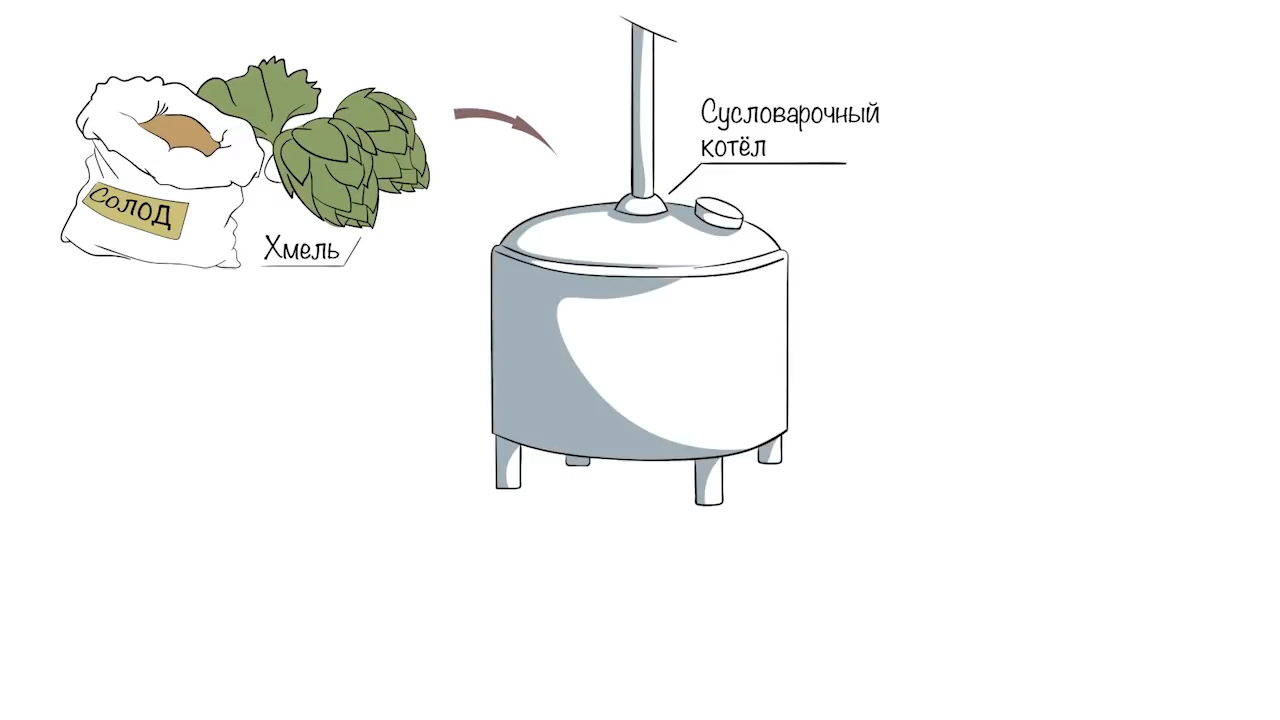 Солод
Хмель
Сусловарочный
котёл